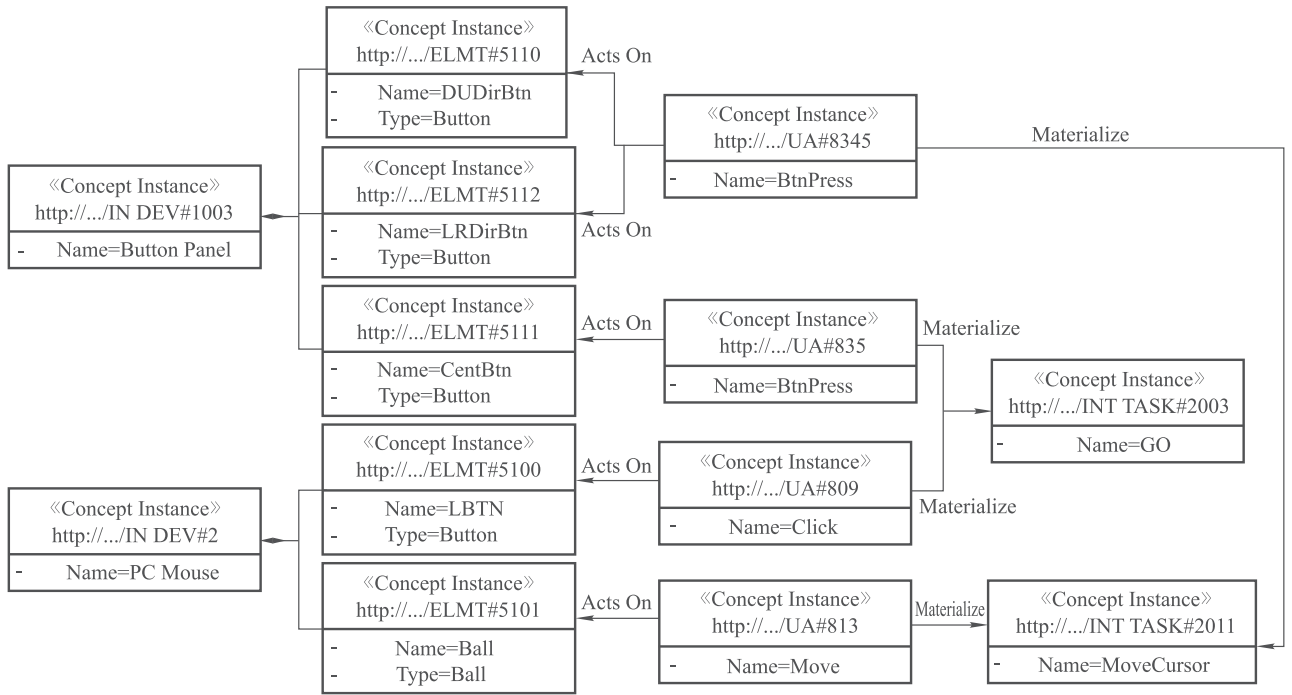 《Concept Instance》
http://.../ELMT#5110
- Name=DUDirBtn
- Type=Button
Acts On
《Concept Instance》
http://.../UA#8345
- Name=BtnPress
Materialize
《Concept Instance》
http://.../IN DEV#1003
- Name=Button Panel
《Concept Instance》
http://.../ELMT#5112
- Name=LRDirBtn
- Type=Button
Acts On
《Concept Instance》
http://.../ELMT#5111
- Name=CentBtn
- Type=Button
Acts On
《Concept Instance》
http://.../UA#835
- Name=BtnPress
Materialize
《Concept Instance》
http://.../INT TASK#2003
- Name=GO
《Concept Instance》
http://.../ELMT#5100
- Name=LBTN
- Type=Button
Acts On
《Concept Instance》
http://.../UA#809
- Name=Click
Materialize
《Concept Instance》
http://.../IN DEV#2
- Name=PC Mouse
《Concept Instance》
http://.../ELMT#5101
- Name=Ball
- Type=Ball
Acts On
《Concept Instance》
http://.../UA#813
- Name=Move
Materialize
《Concept Instance》
http://.../INT TASK#2011
- Name=MoveCursor